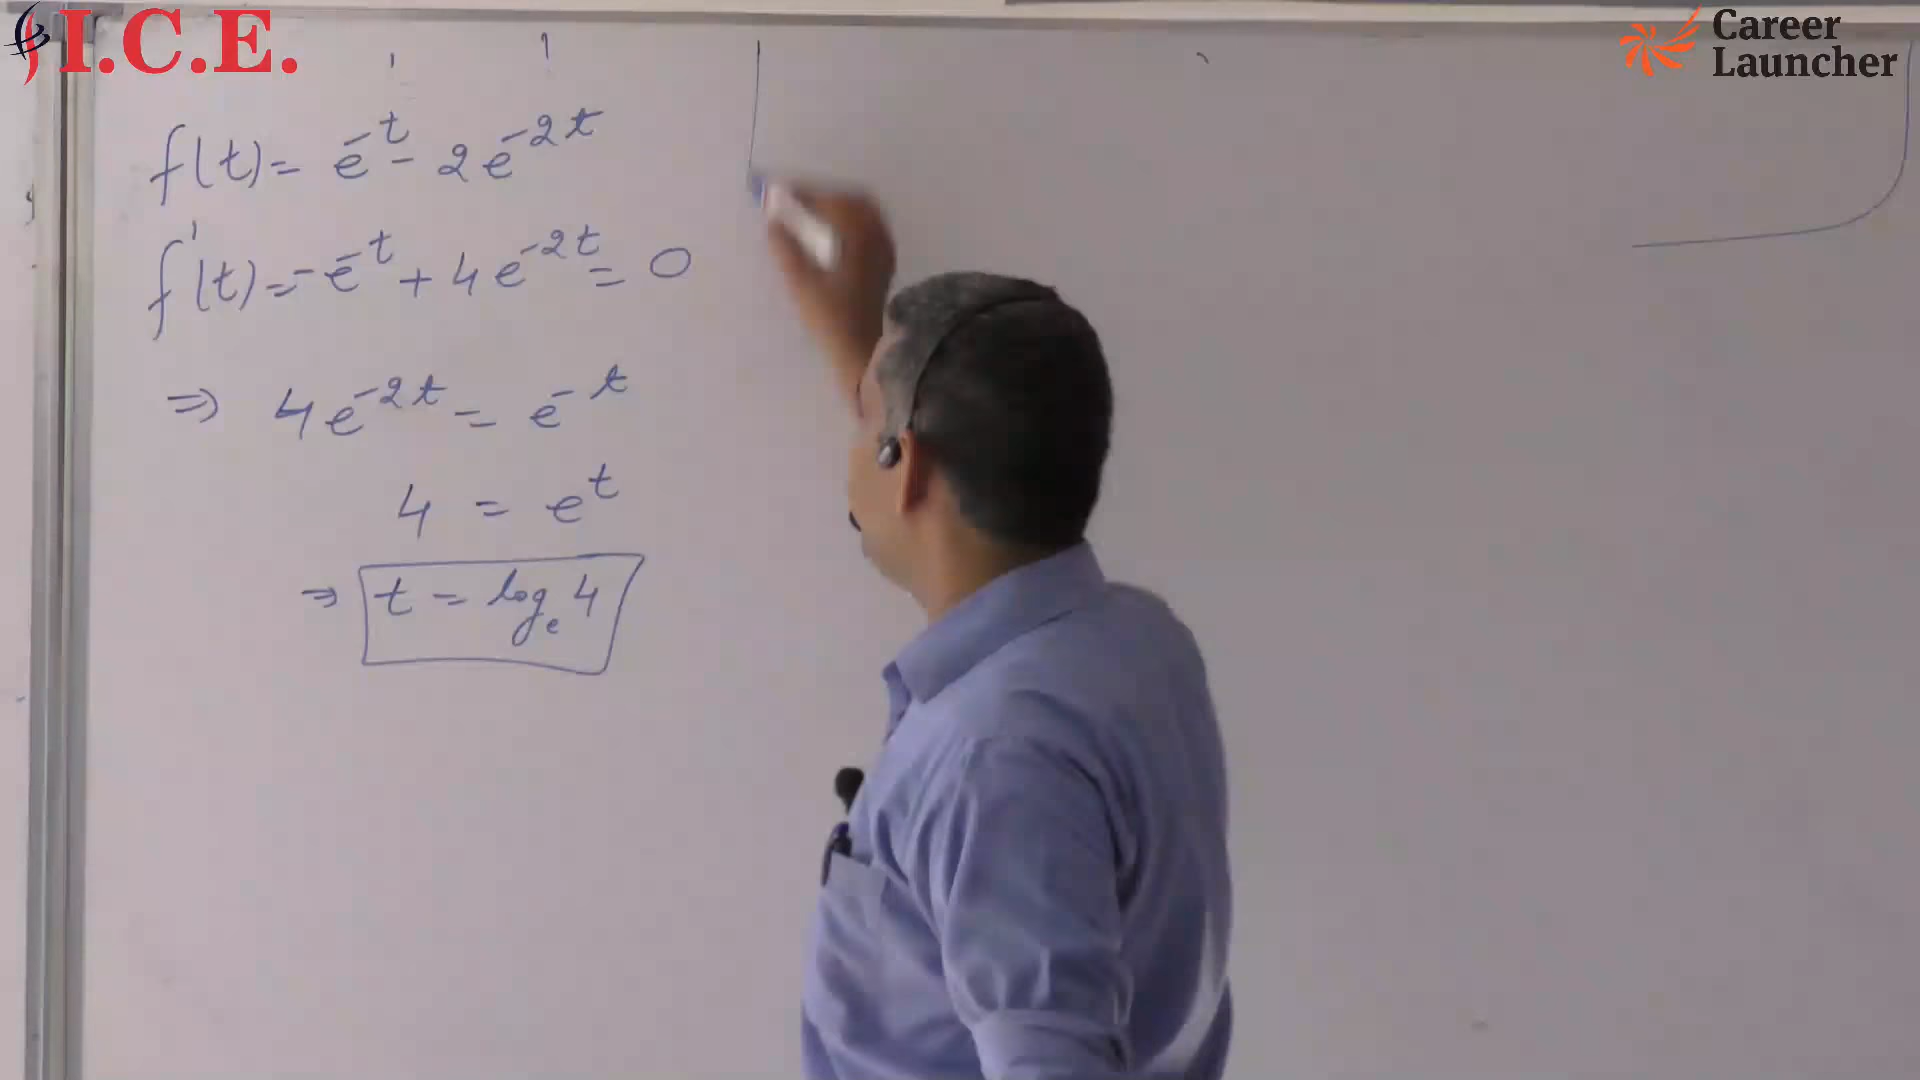 I.C.E.
Career
Launcher
f(t) = e^-t - 2e^-2t
f'(t) = -e^-t + 4e^-2t = 0
⇒ 4e^-2t = e^-t
4 = e^t
⇒ t = log_e 4